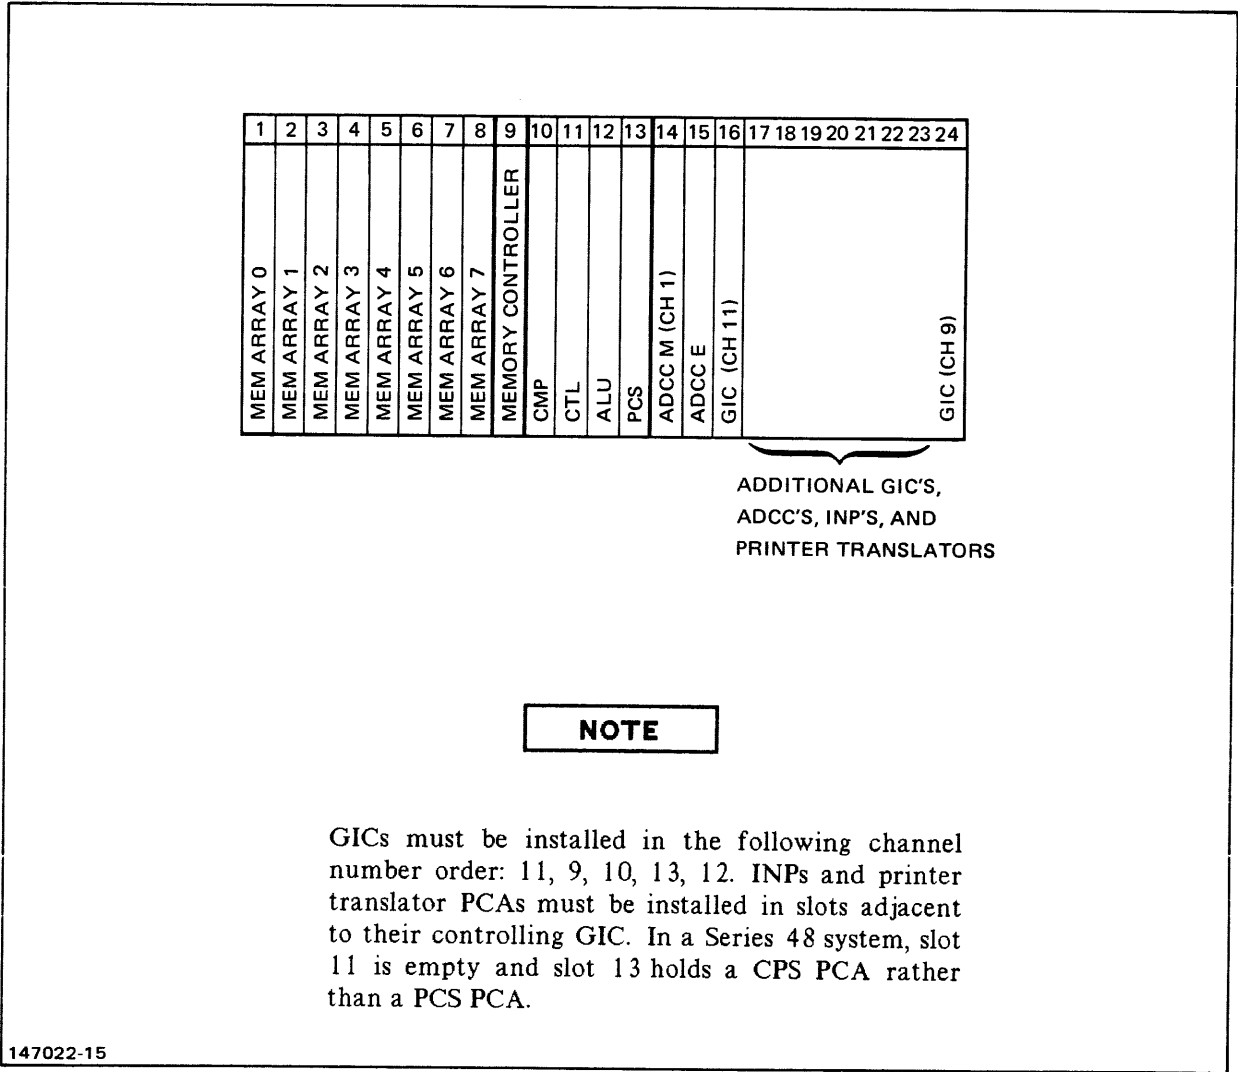 1 2 3 4 5 6 7 8 9 10 11 12 13 14 15 16 17 18 19 20 21 22 23 24
MEM ARRAY 0
MEM ARRAY 1
MEM ARRAY 2
MEM ARRAY 3
MEM ARRAY 4
MEM ARRAY 5
MEM ARRAY 6
MEM ARRAY 7
MEMORY CONTROLLER
CMP
CTL
ALU
PCS
ADCC M (CH 1)
ADCC E
GIC (CH 11)
GIC (CH 9)
ADDITIONAL GIC'S,
ADCC'S, INP'S, AND
PRINTER TRANSLATORS
NOTE
GICs must be installed in the following channel
number order: 11, 9, 10, 13, 12. INPs and printer
translator PCAs must be installed in slots adjacent
to their controlling GIC. In a Series 48 system, slot
11 is empty and slot 13 holds a CPS PCA rather
than a PCS PCA.
147022-15